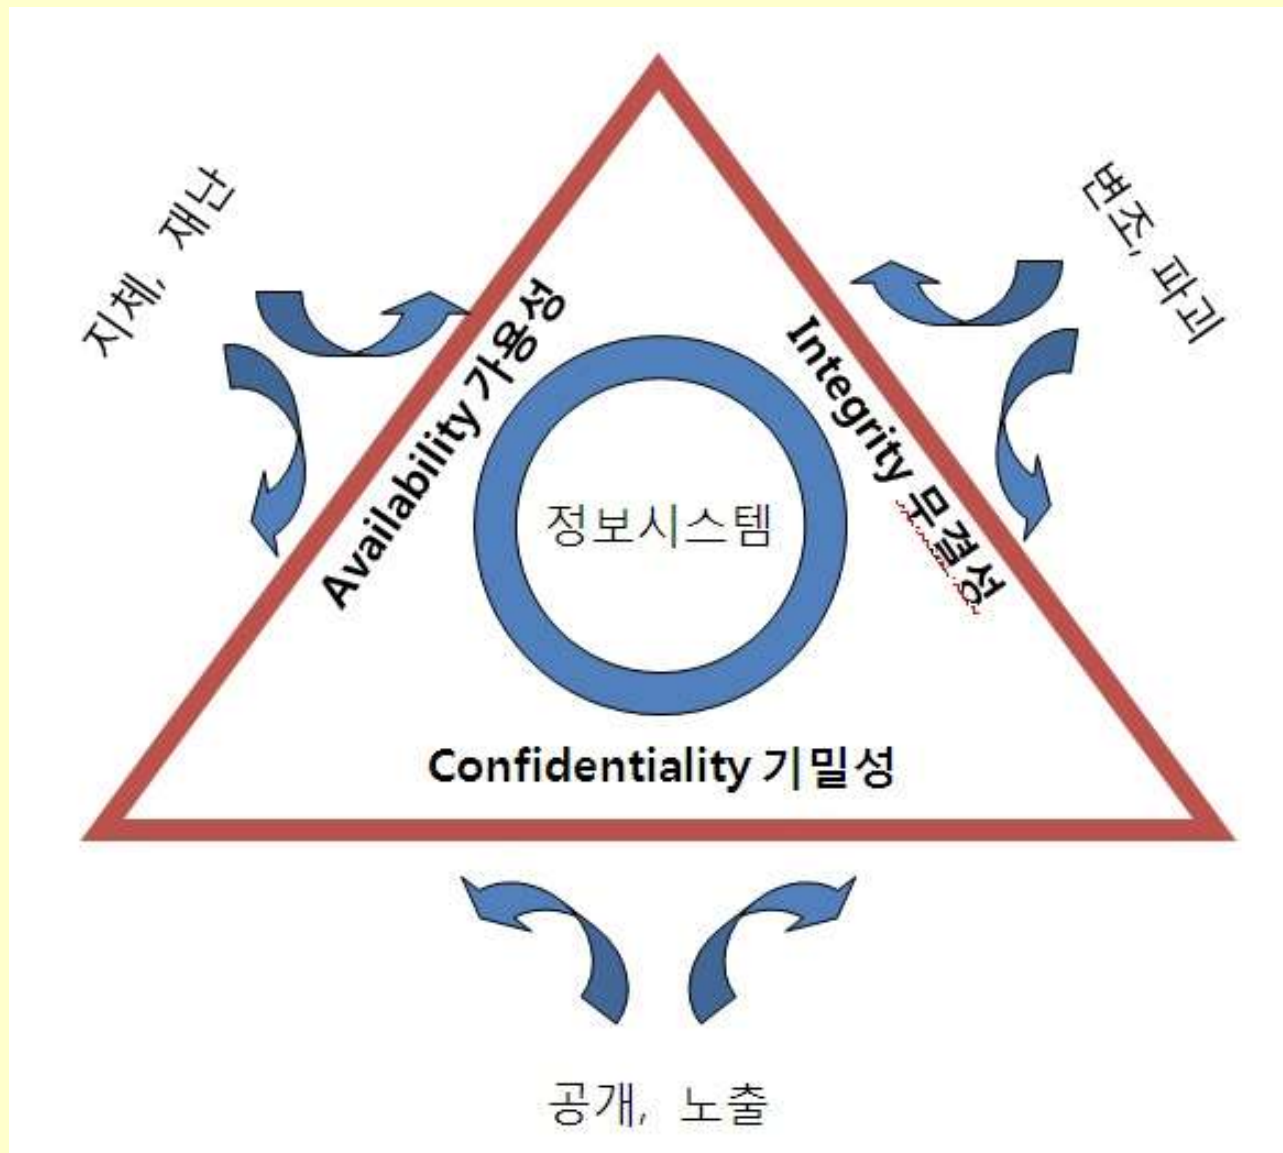 지체, 재난
변조, 파괴
Availability 가용성
Integrity 무결성
정보시스템
Confidentiality 기밀성
공개, 노출